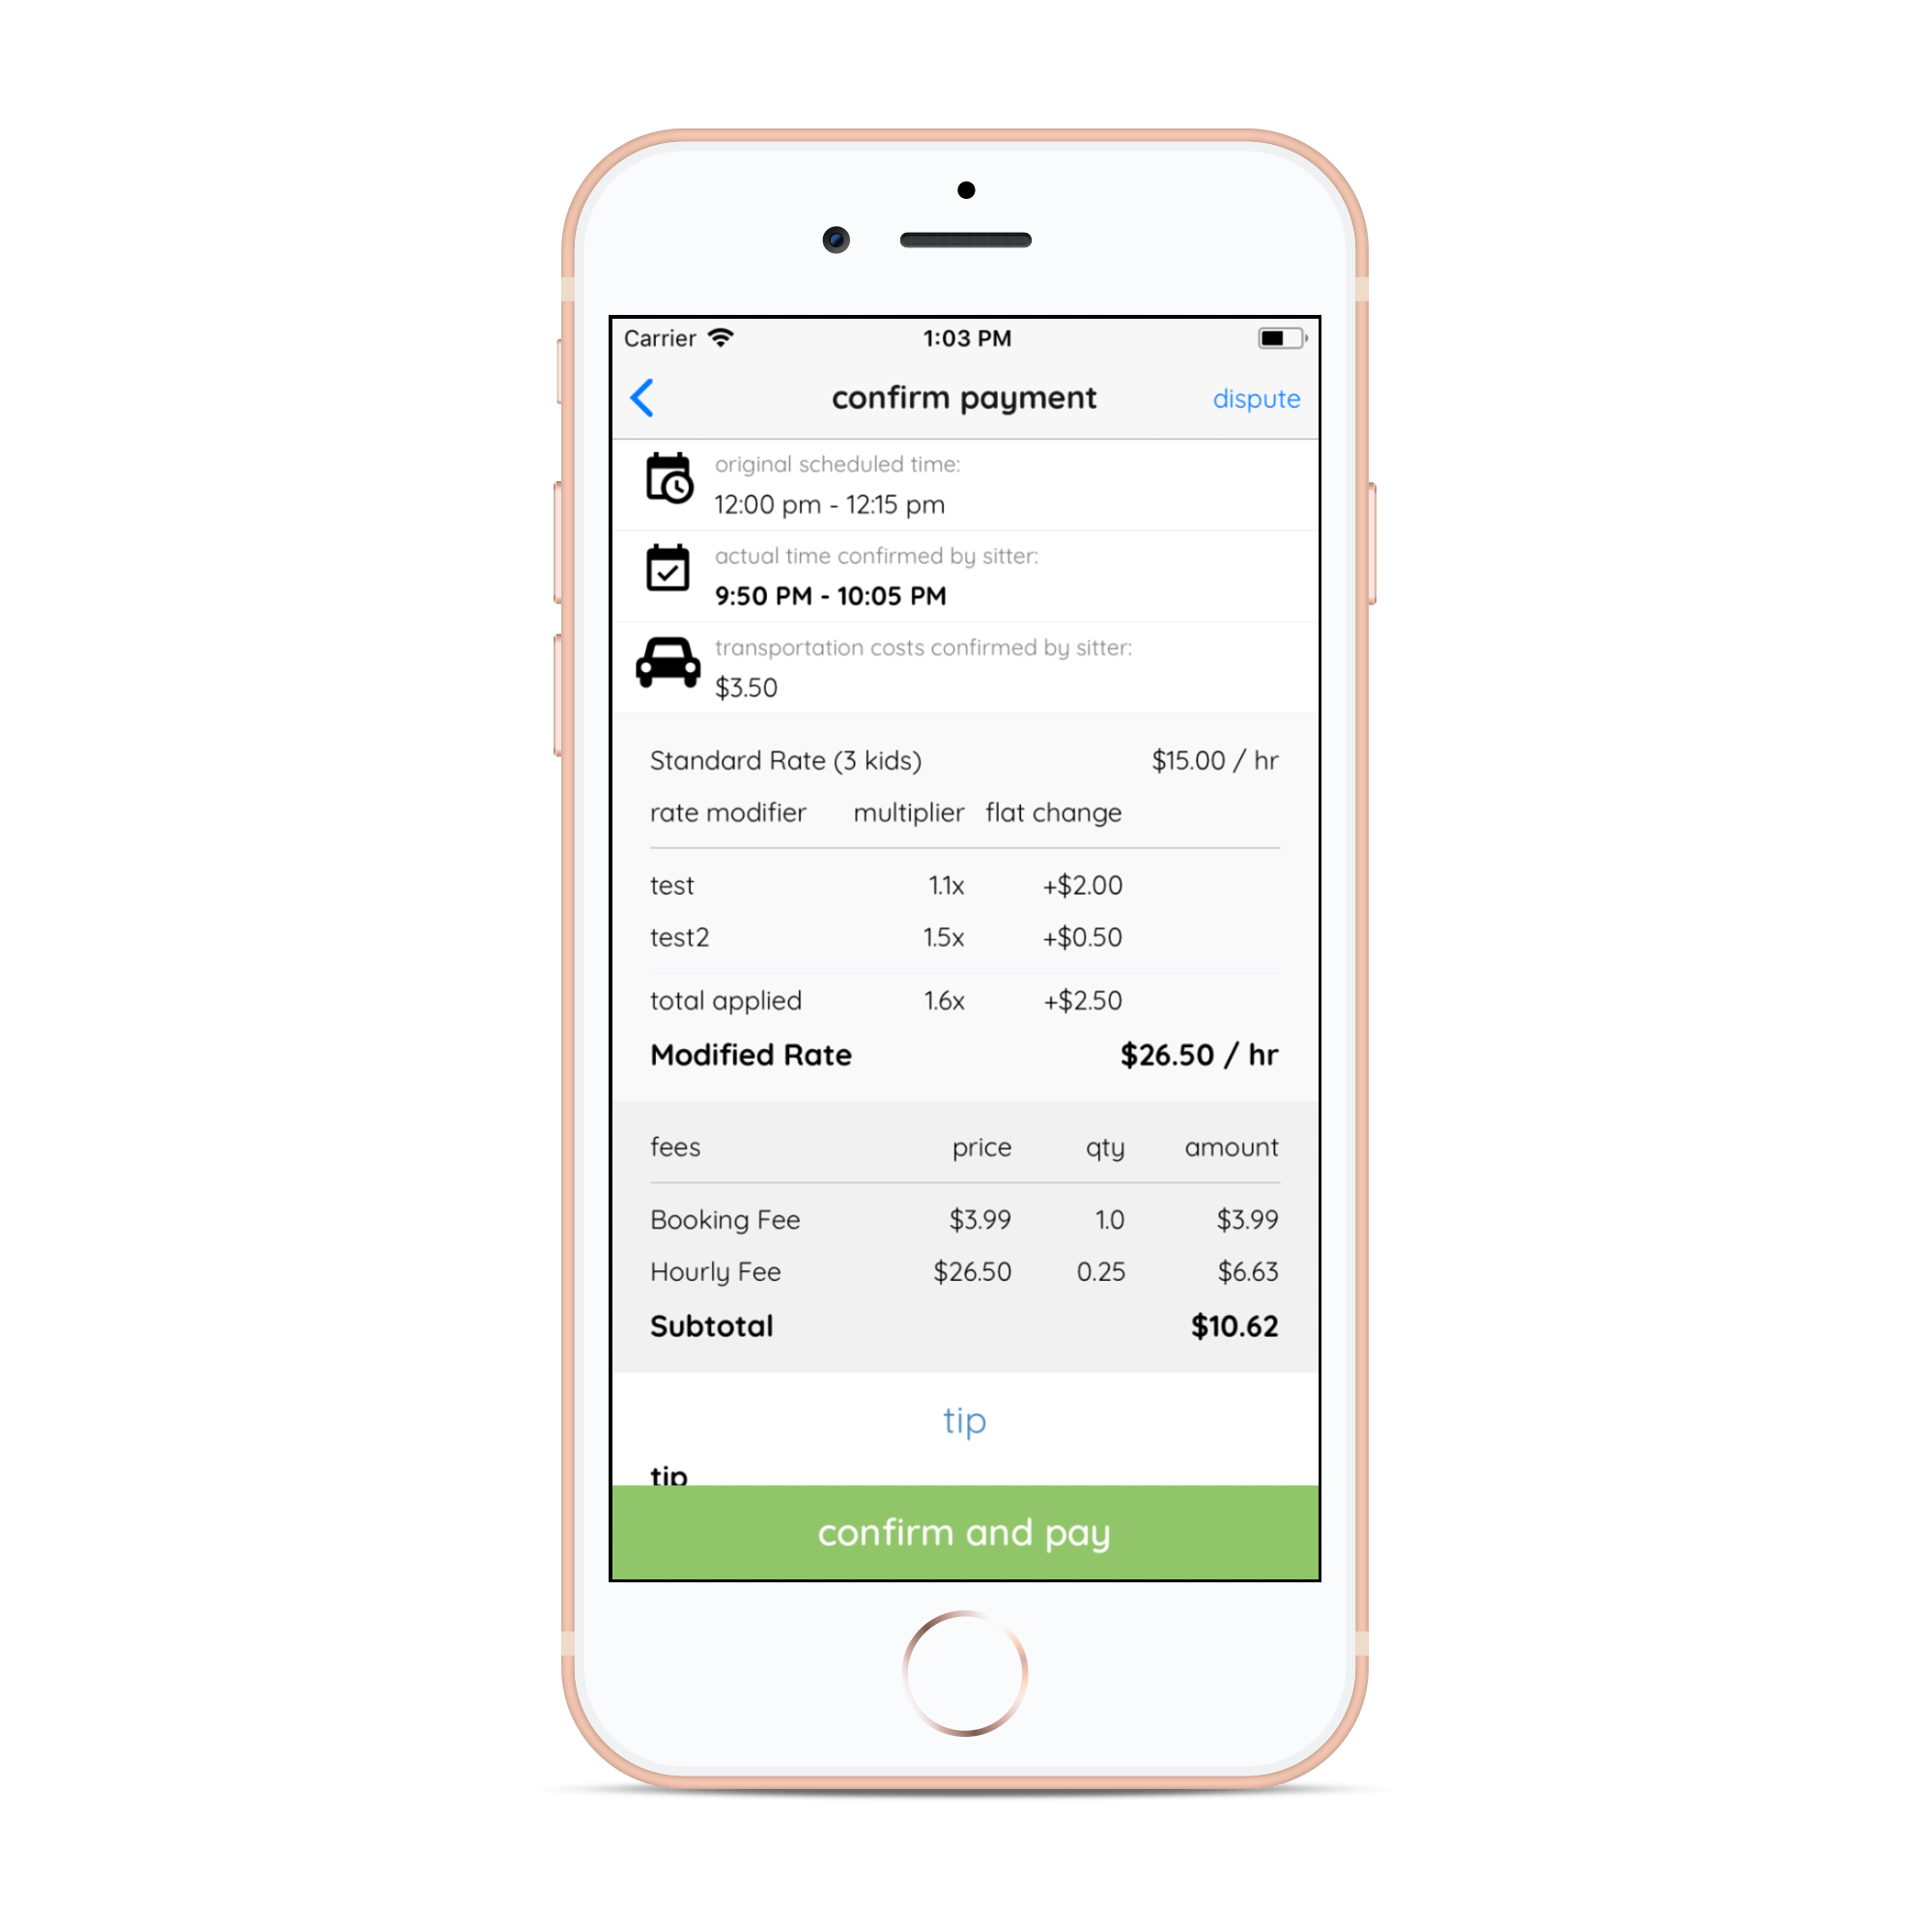 Carrier 1:03 PM
confirm payment dispute
original scheduled time:
12:00 pm - 12:15 pm
actual time confirmed by sitter:
9:50 PM - 10:05 PM
transportation costs confirmed by sitter:
$3.50
Standard Rate (3 kids) $15.00 / hr
rate modifier multiplier flat change
test 1.1x +$2.00
test2 1.5x +$0.50
total applied 1.6x +$2.50
Modified Rate $26.50 / hr
fees price qty amount
Booking Fee $3.99 1.0 $3.99
Hourly Fee $26.50 0.25 $6.63
Subtotal $10.62
tip
tip
confirm and pay